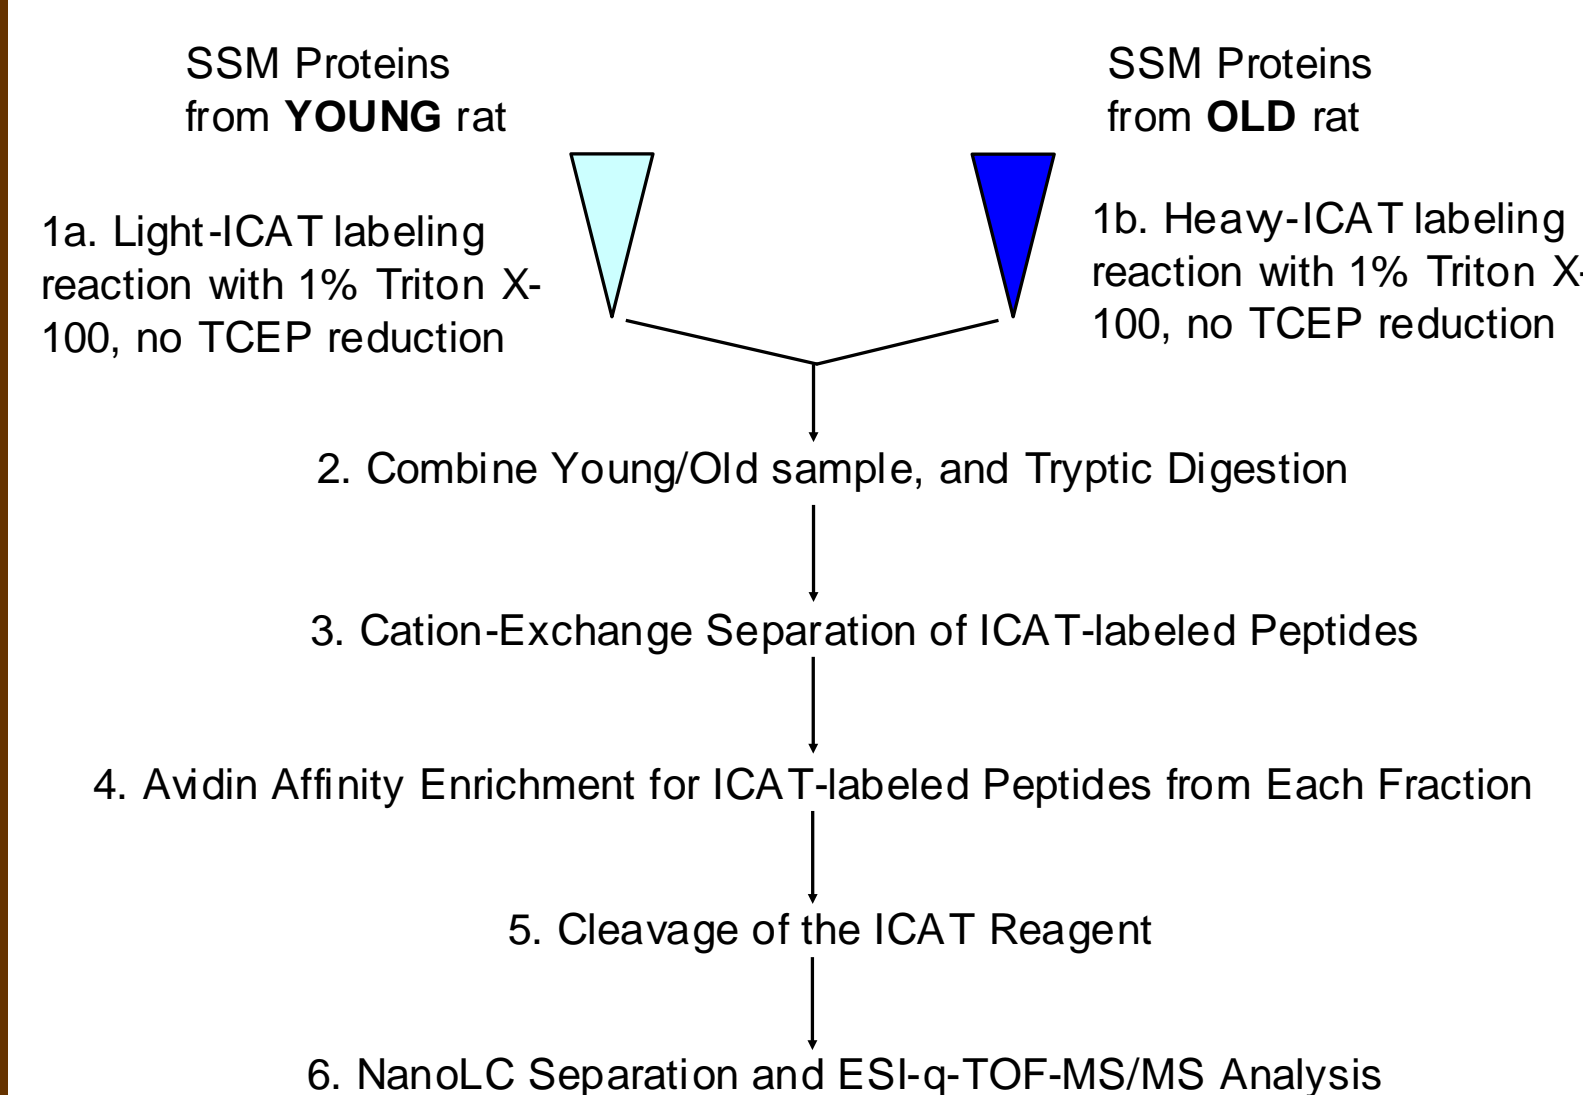 SSM Proteins
from YOUNG rat
SSM Proteins
from OLD rat
1a. Light-ICAT labeling
reaction with 1% Triton X-
100, no TCEP reduction
1b. Heavy-ICAT labeling
reaction with 1% Triton X-
100, no TCEP reduction
2. Combine Young/Old sample, and Tryptic Digestion
3. Cation-Exchange Separation of ICAT-labeled Peptides
4. Avidin Affinity Enrichment for ICAT-labeled Peptides from Each Fraction
5. Cleavage of the ICAT Reagent
6. NanoLC Separation and ESI-q-TOF-MS/MS Analysis